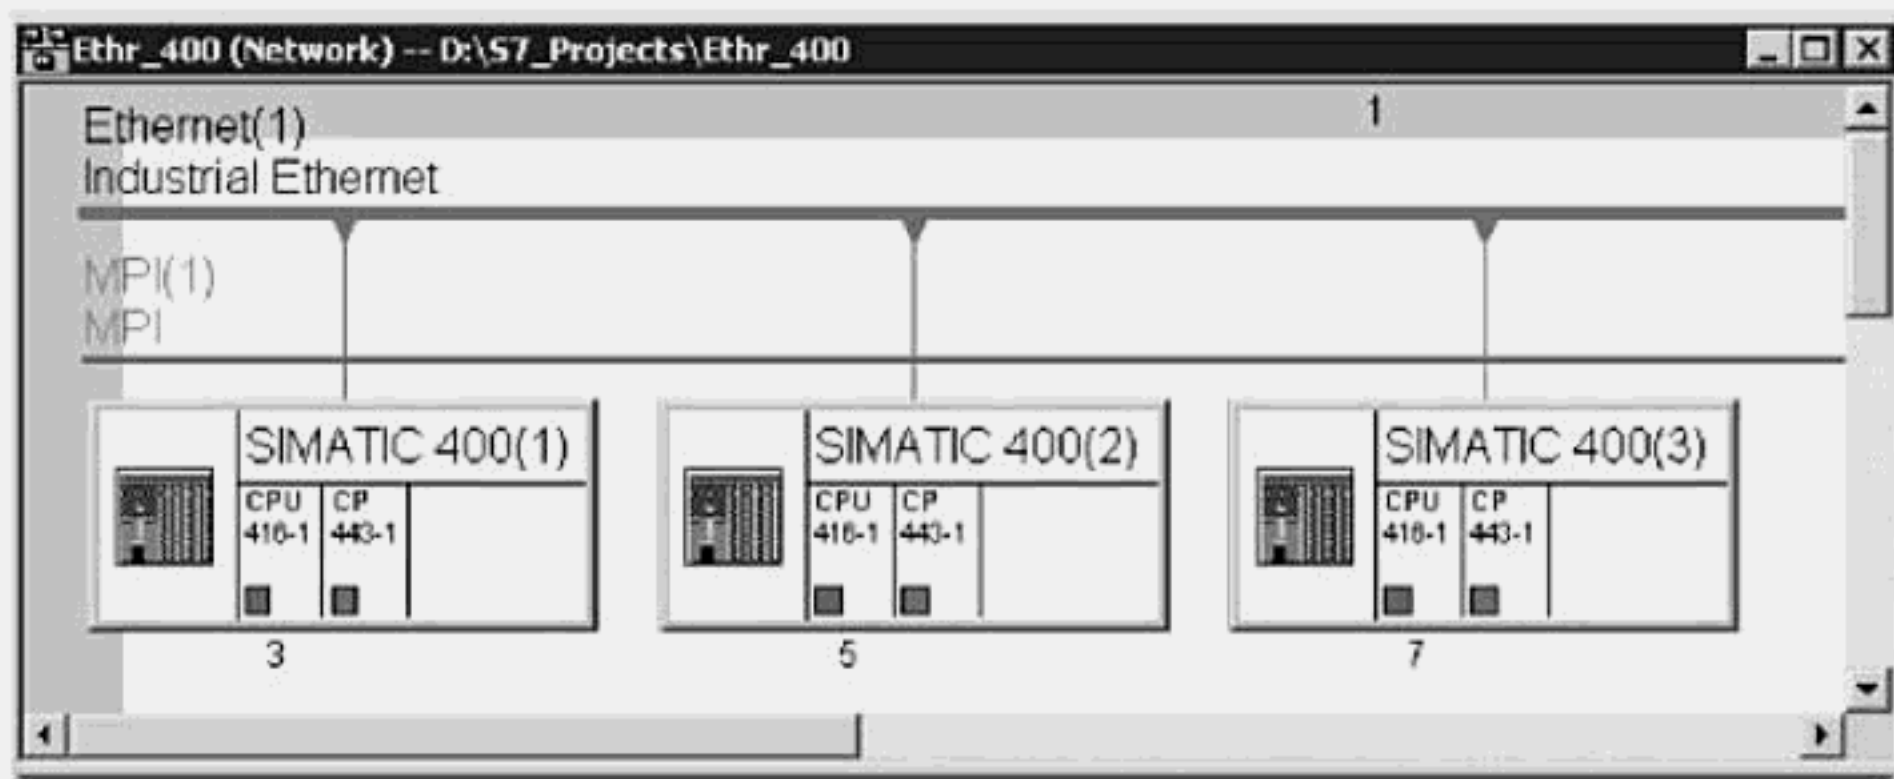 Ethr_400 (Network) -- D:\S7_Projects\Ethr_400
1
Ethernet(1)
Industrial Ethernet
MPI(1)
MPI
SIMATIC 400(1)
CPU 416-1
CP 443-1
3
SIMATIC 400(2)
CPU 416-1
CP 443-1
5
SIMATIC 400(3)
CPU 416-1
CP 443-1
7